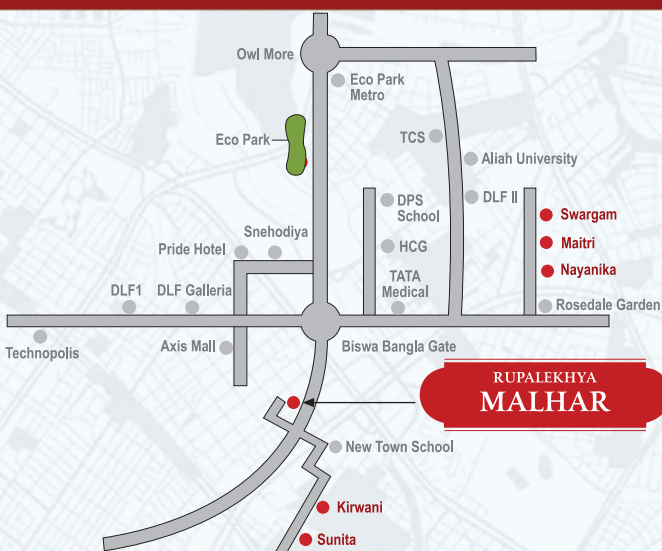 Owl More
Eco Park
Metro
Eco Park
TCS
Aliah University
DPS
School
DLF II
Swargam
Snehodiya
Pride Hotel
HCG
Maitri
TATA
Medical
Nayanika
DLF1
DLF Galleria
Rosedale Garden
Technopolis
Axis Mall
Biswa Bangla Gate
RUPALEKHYA
MALHAR
New Town School
Kirwani
Sunita